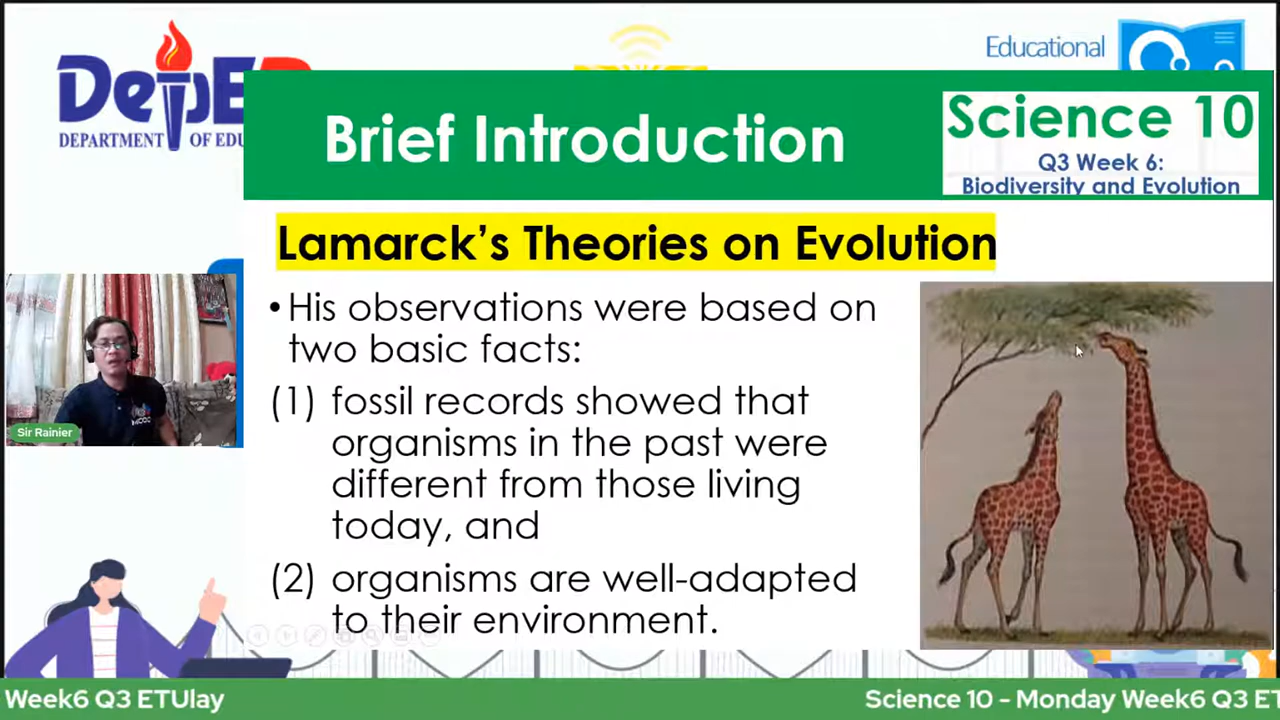 DepE
DEPARTMENT OF EDU
Educational
Brief Introduction
Science 10
Q3 Week 6:
Biodiversity and Evolution
Lamarck's Theories on Evolution
•His observations were based on
two basic facts:
(1) fossil records showed that
organisms in the past were
different from those living
today, and
(2) organisms are well-adapted
to their environment.
Sir Rainier
Week6 Q3 ETUlay
Science 10 - Monday Week6 Q3 ET